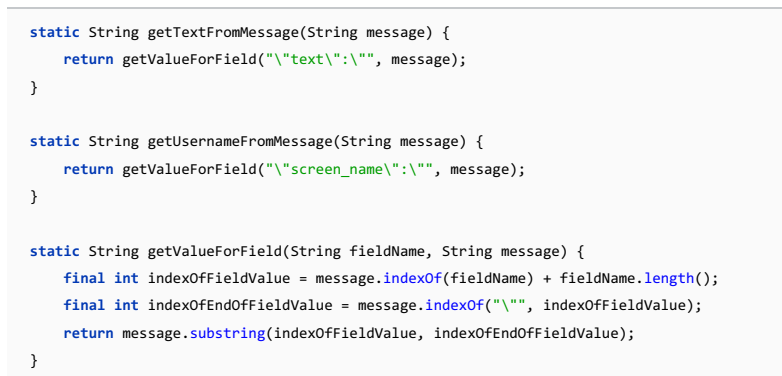 static String getTextFromMessage(String message) {
    return getValueForField("\"text\":\"", message);
}

static String getUsernameFromMessage(String message) {
    return getValueForField("\"screen_name\":\"", message);
}

static String getValueForField(String fieldName, String message) {
    final int indexOfFieldValue = message.indexOf(fieldName) + fieldName.length();
    final int indexOfEndOfFieldValue = message.indexOf("\"", indexOfFieldValue);
    return message.substring(indexOfFieldValue, indexOfEndOfFieldValue);
}